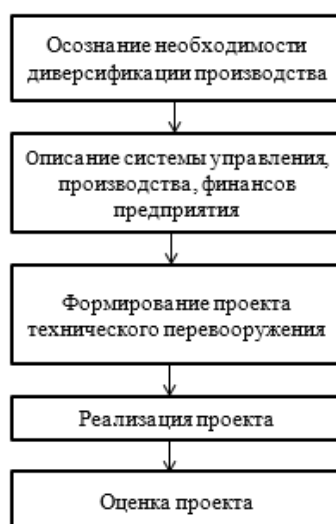 Осознание необходимости
диверсификации производства
Описание системы управления,
производства, финансов
предприятия
Формирование проекта
технического перевооружения
Реализация проекта
Оценка проекта